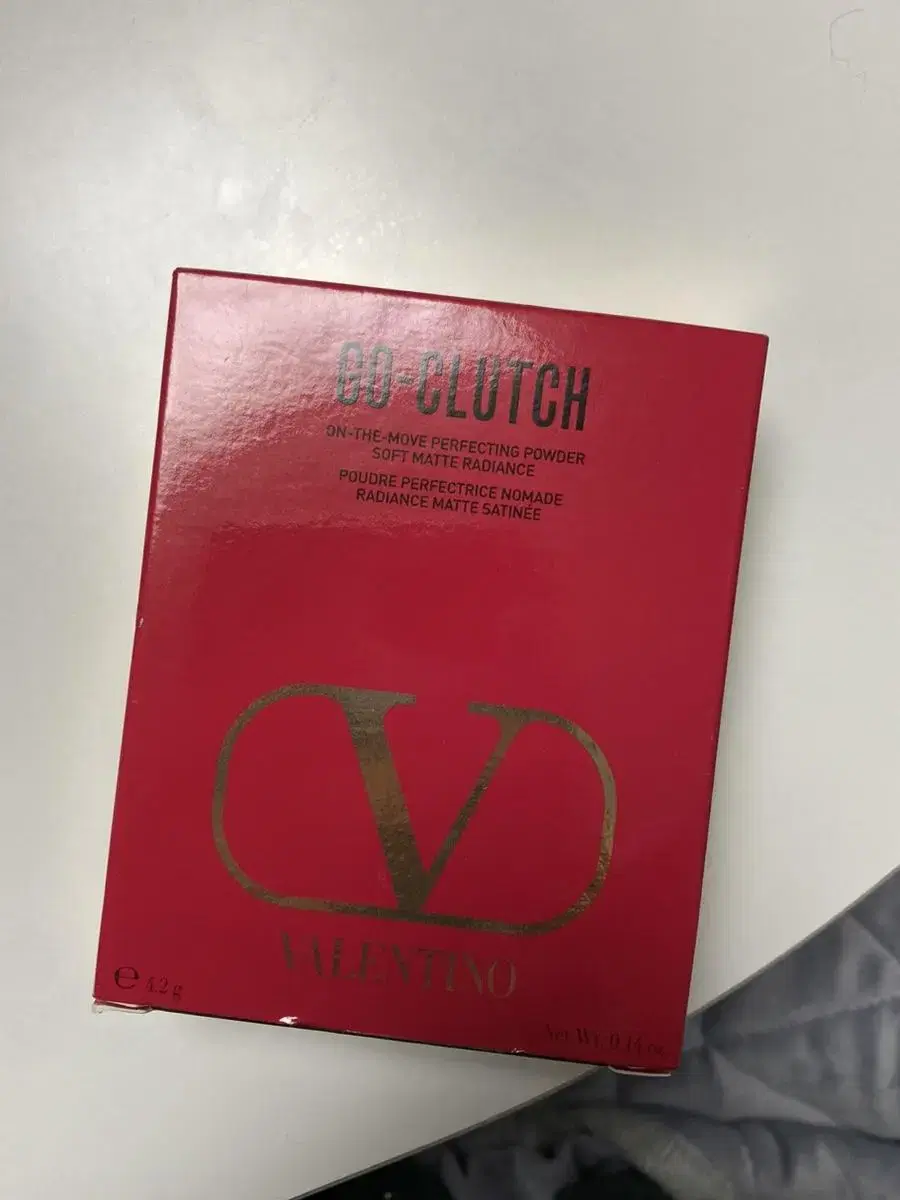 GO-CLUTCH
ON-THE-MOVE PERFECTING POWDER
SOFT MATTE RADIANCE
POUDRE PERFECTRICE NOMADE
RADIANCE MATTE SATINÉE
V
VALENTINO
℮ 4.2 g
Net Wt. 0.14 oz.